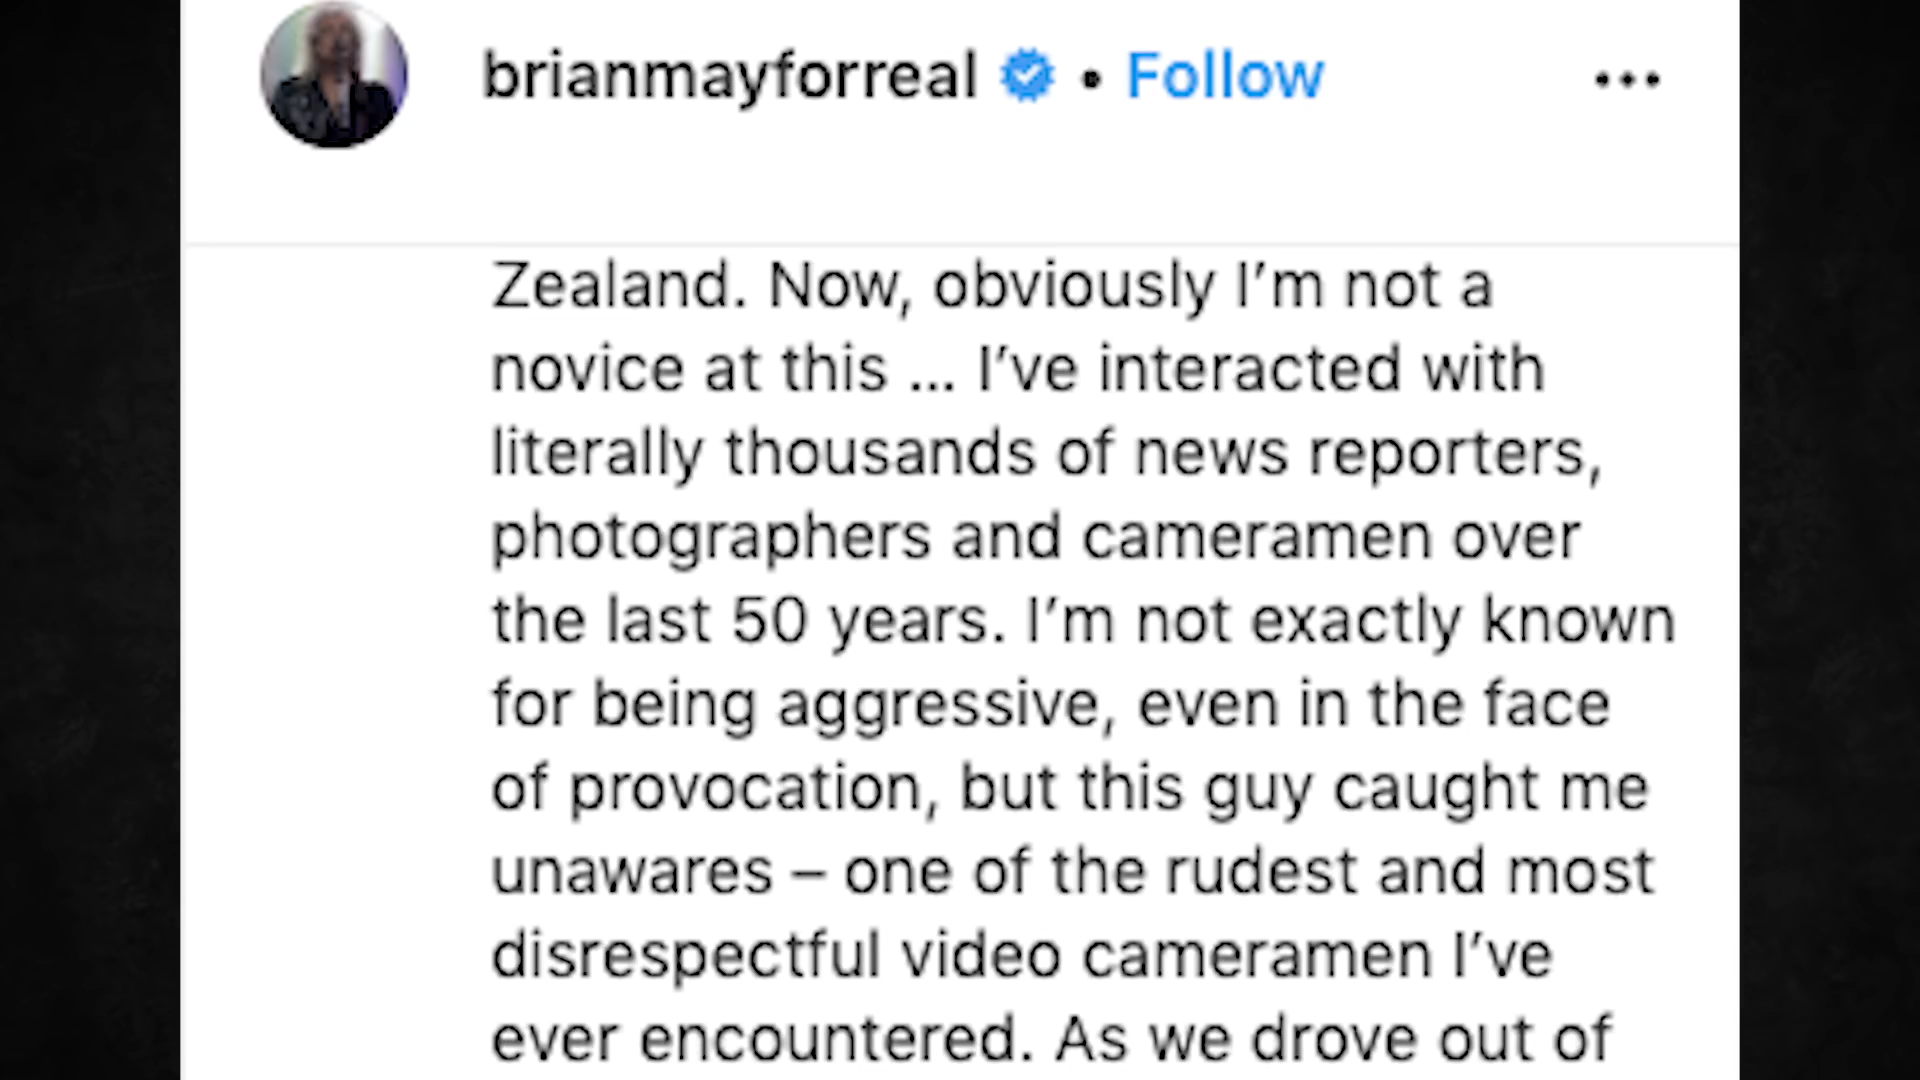 brianmayforreal • Follow
Zealand. Now, obviously I’m not a
novice at this ... I’ve interacted with
literally thousands of news reporters,
photographers and cameramen over
the last 50 years. I’m not exactly known
for being aggressive, even in the face
of provocation, but this guy caught me
unawares – one of the rudest and most
disrespectful video cameramen I’ve
ever encountered. As we drove out of